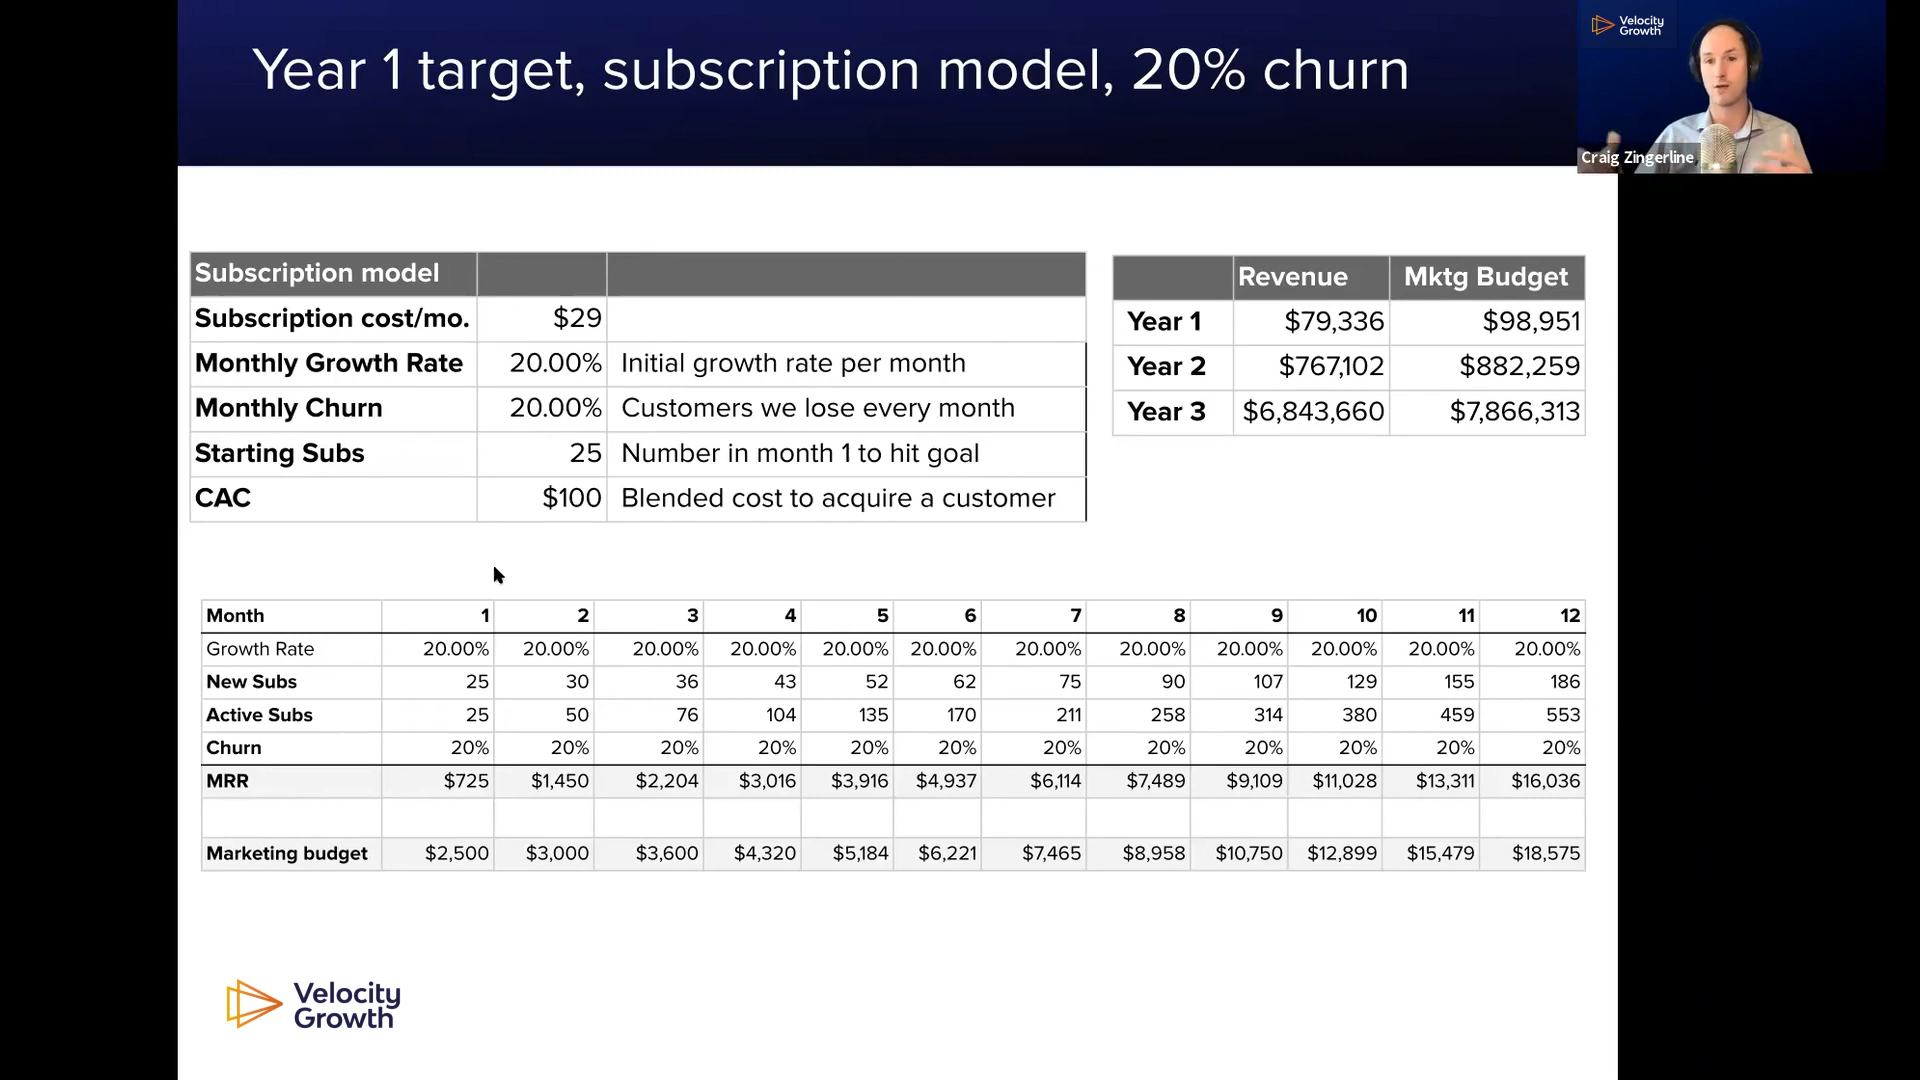 Year 1 target, subscription model, 20% churn
Velocity
Growth
Craig Zingerline
Subscription model
Subscription cost/mo. $29
Monthly Growth Rate 20.00% Initial growth rate per month
Monthly Churn 20.00% Customers we lose every month
Starting Subs 25 Number in month 1 to hit goal
CAC $100 Blended cost to acquire a customer
Revenue Mktg Budget
Year 1 $79,336 $98,951
Year 2 $767,102 $882,259
Year 3 $6,843,660 $7,866,313
Month 1 2 3 4 5 6 7 8 9 10 11 12
Growth Rate 20.00% 20.00% 20.00% 20.00% 20.00% 20.00% 20.00% 20.00% 20.00% 20.00% 20.00% 20.00%
New Subs 25 30 36 43 52 62 75 90 107 129 155 186
Active Subs 25 50 76 104 135 170 211 258 314 380 459 553
Churn 20% 20% 20% 20% 20% 20% 20% 20% 20% 20% 20% 20%
MRR $725 $1,450 $2,204 $3,016 $3,916 $4,937 $6,114 $7,489 $9,109 $11,028 $13,311 $16,036
Marketing budget $2,500 $3,000 $3,600 $4,320 $5,184 $6,221 $7,465 $8,958 $10,750 $12,899 $15,479 $18,575
Velocity
Growth